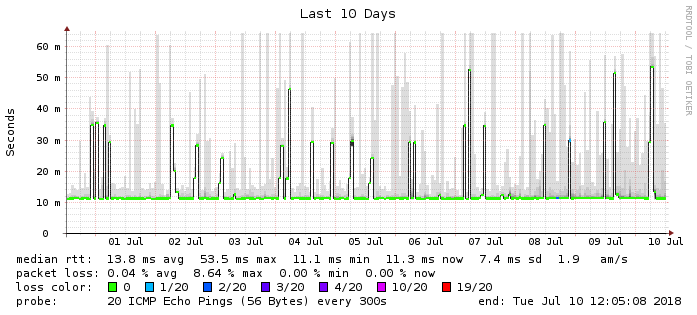 Last 10 Days
RRDTOOL / TOBI OETIKER
Seconds
60 m
50 m
40 m
30 m
20 m
10 m
0
01 Jul 02 Jul 03 Jul 04 Jul 05 Jul 06 Jul 07 Jul 08 Jul 09 Jul 10 Jul
median rtt: 13.8 ms avg 53.5 ms max 11.1 ms min 11.3 ms now 7.4 ms sd 1.9 am/s
packet loss: 0.04 % avg 8.64 % max 0.00 % min 0.00 % now
loss color: 0 1/20 2/20 3/20 4/20 10/20 19/20
probe: 20 ICMP Echo Pings (56 Bytes) every 300s end: Tue Jul 10 12:05:08 2018